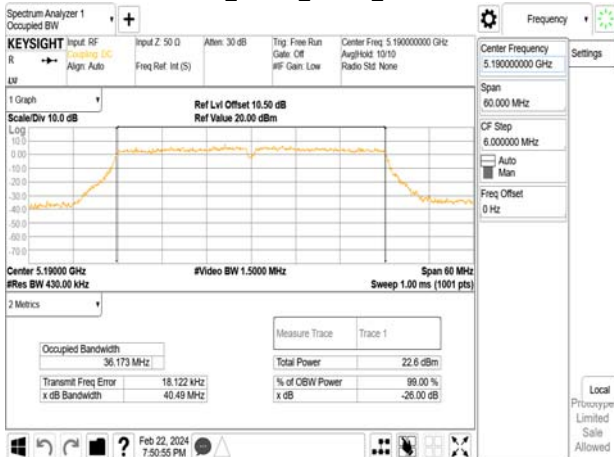 Spectrum Analyzer 1
Occupied BW
+
Frequency
KEYSIGHT
R
Input: RF
Coupling: DC
Align: Auto
Input Z: 50 Ω
Freq Ref: Int (S)
Atten: 30 dB
Trig: Free Run
Gate: Off
#IF Gain: Low
Center Freq: 5.190000000 GHz
Avg|Hold: 10/10
Radio Std: None
Center Frequency
5.190000000 GHz
Settings
Span
60.000 MHz
CF Step
6.000000 MHz
Auto
Man
Freq Offset
0 Hz
1 Graph
Ref Lvl Offset 10.50 dB
Scale/Div 10.0 dB
Ref Value 20.00 dBm
Log
10.0
0.00
-10.0
-20.0
-30.0
-40.0
-50.0
-60.0
-70.0
Center 5.19000 GHz
#Video BW 1.5000 MHz
Span 60 MHz
#Res BW 430.00 kHz
Sweep 1.00 ms (1001 pts)
2 Metrics
Measure Trace
Trace 1
Occupied Bandwidth
36.173 MHz
Total Power
22.6 dBm
Transmit Freq Error
18.122 kHz
% of OBW Power
99.00 %
x dB Bandwidth
40.49 MHz
x dB
-26.00 dB
Local
Prototype
Limited
Sale
Allowed
?
Feb 22, 2024
7:50:55 PM